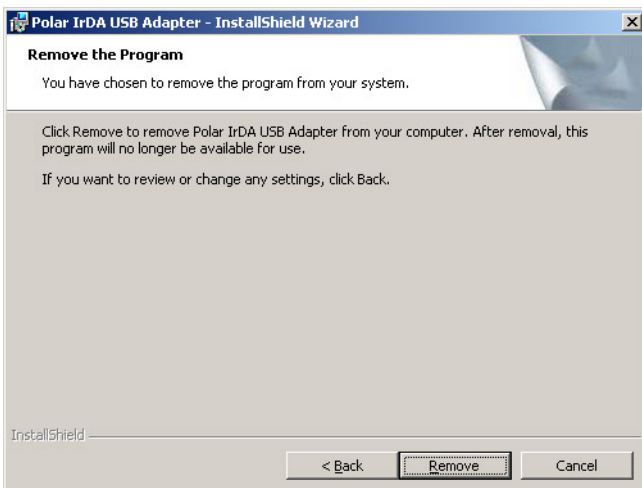 Polar IrDA USB Adapter - InstallShield Wizard
Remove the Program
You have chosen to remove the program from your system.
Click Remove to remove Polar IrDA USB Adapter from your computer. After removal, this
program will no longer be available for use.
If you want to review or change any settings, click Back.
InstallShield
< Back Remove Cancel